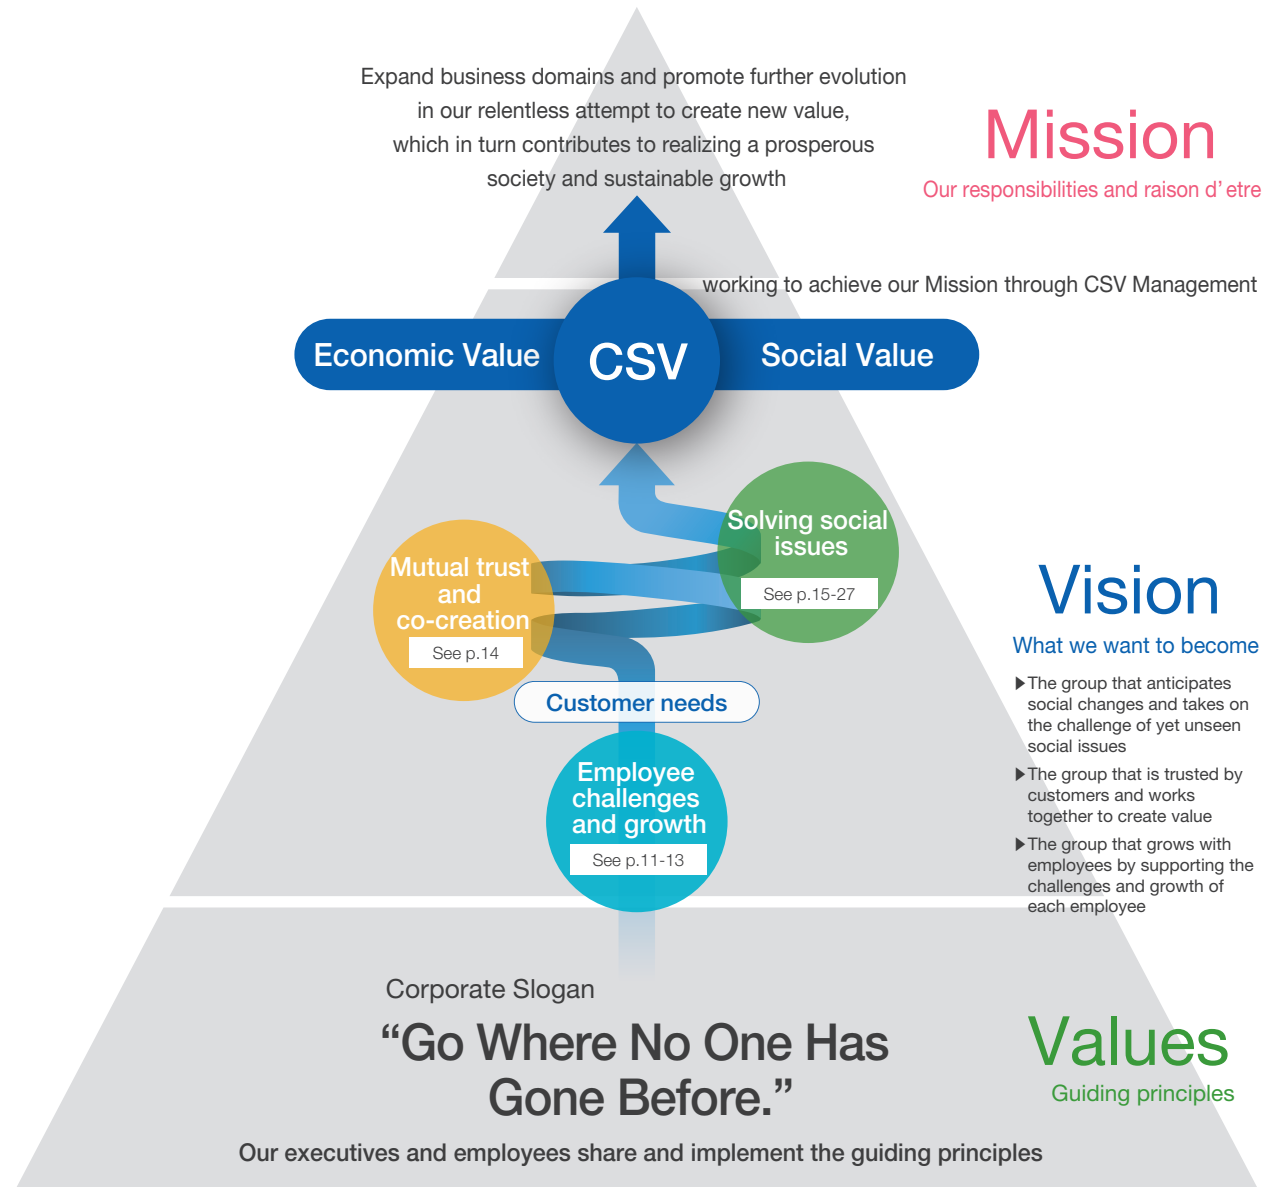 Expand business domains and promote further evolution
in our relentless attempt to create new value,
which in turn contributes to realizing a prosperous
society and sustainable growth
Mission
Our responsibilities and raison d’etre
working to achieve our Mission through CSV Management
Economic Value
CSV
Social Value
Solving social
issues
See p.15-27
Mutual trust
and
co-creation
See p.14
Customer needs
Employee
challenges
and growth
See p.11-13
Vision
What we want to become
The group that anticipates
social changes and takes on
the challenge of yet unseen
social issues
The group that is trusted by
customers and works
together to create value
The group that grows with
employees by supporting the
challenges and growth of
each employee
Corporate Slogan
“Go Where No One Has
Gone Before.”
Our executives and employees share and implement the guiding principles
Values
Guiding principles